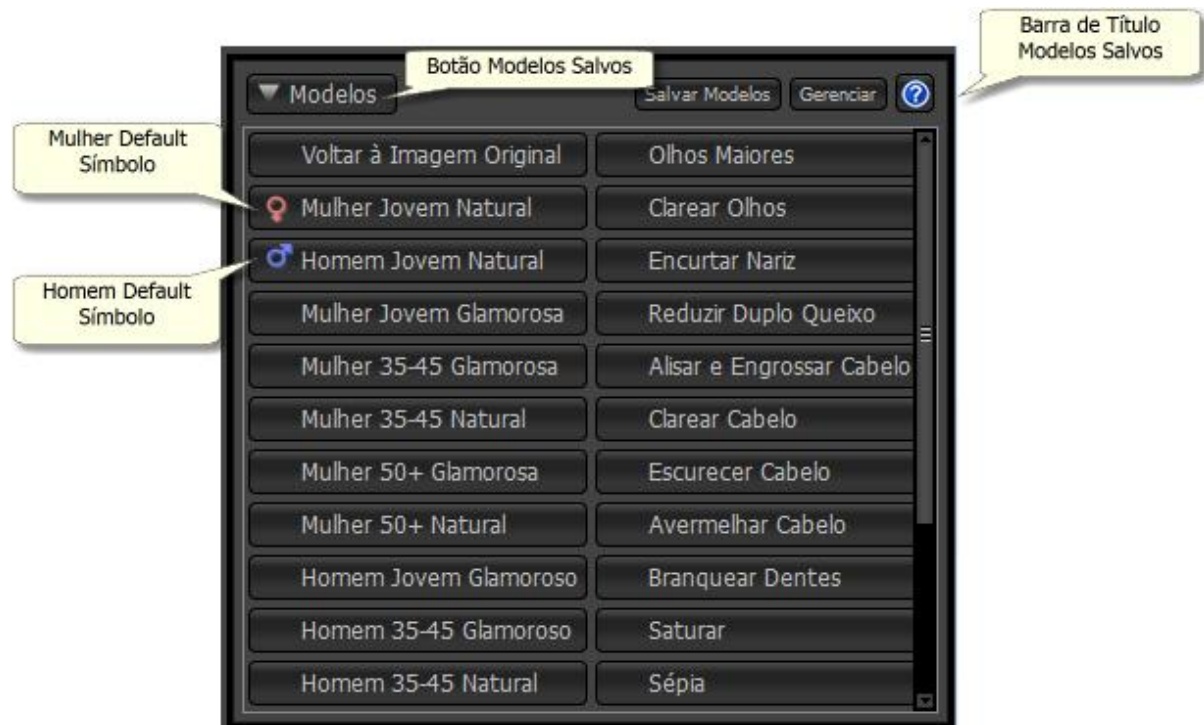 Barra de Título
Modelos Salvos
Botão Modelos Salvos
Modelos
Salvar Modelos
Gerenciar
?
Mulher Default
Símbolo
Homem Default
Símbolo
Voltar à Imagem Original
Olhos Maiores
Mulher Jovem Natural
Clarear Olhos
Homem Jovem Natural
Encurtar Nariz
Mulher Jovem Glamorosa
Reduzir Duplo Queixo
Mulher 35-45 Glamorosa
Alisar e Engrossar Cabelo
Mulher 35-45 Natural
Clarear Cabelo
Mulher 50+ Glamorosa
Escurecer Cabelo
Mulher 50+ Natural
Avermelhar Cabelo
Homem Jovem Glamoroso
Branquear Dentes
Homem 35-45 Glamoroso
Saturar
Homem 35-45 Natural
Sépia